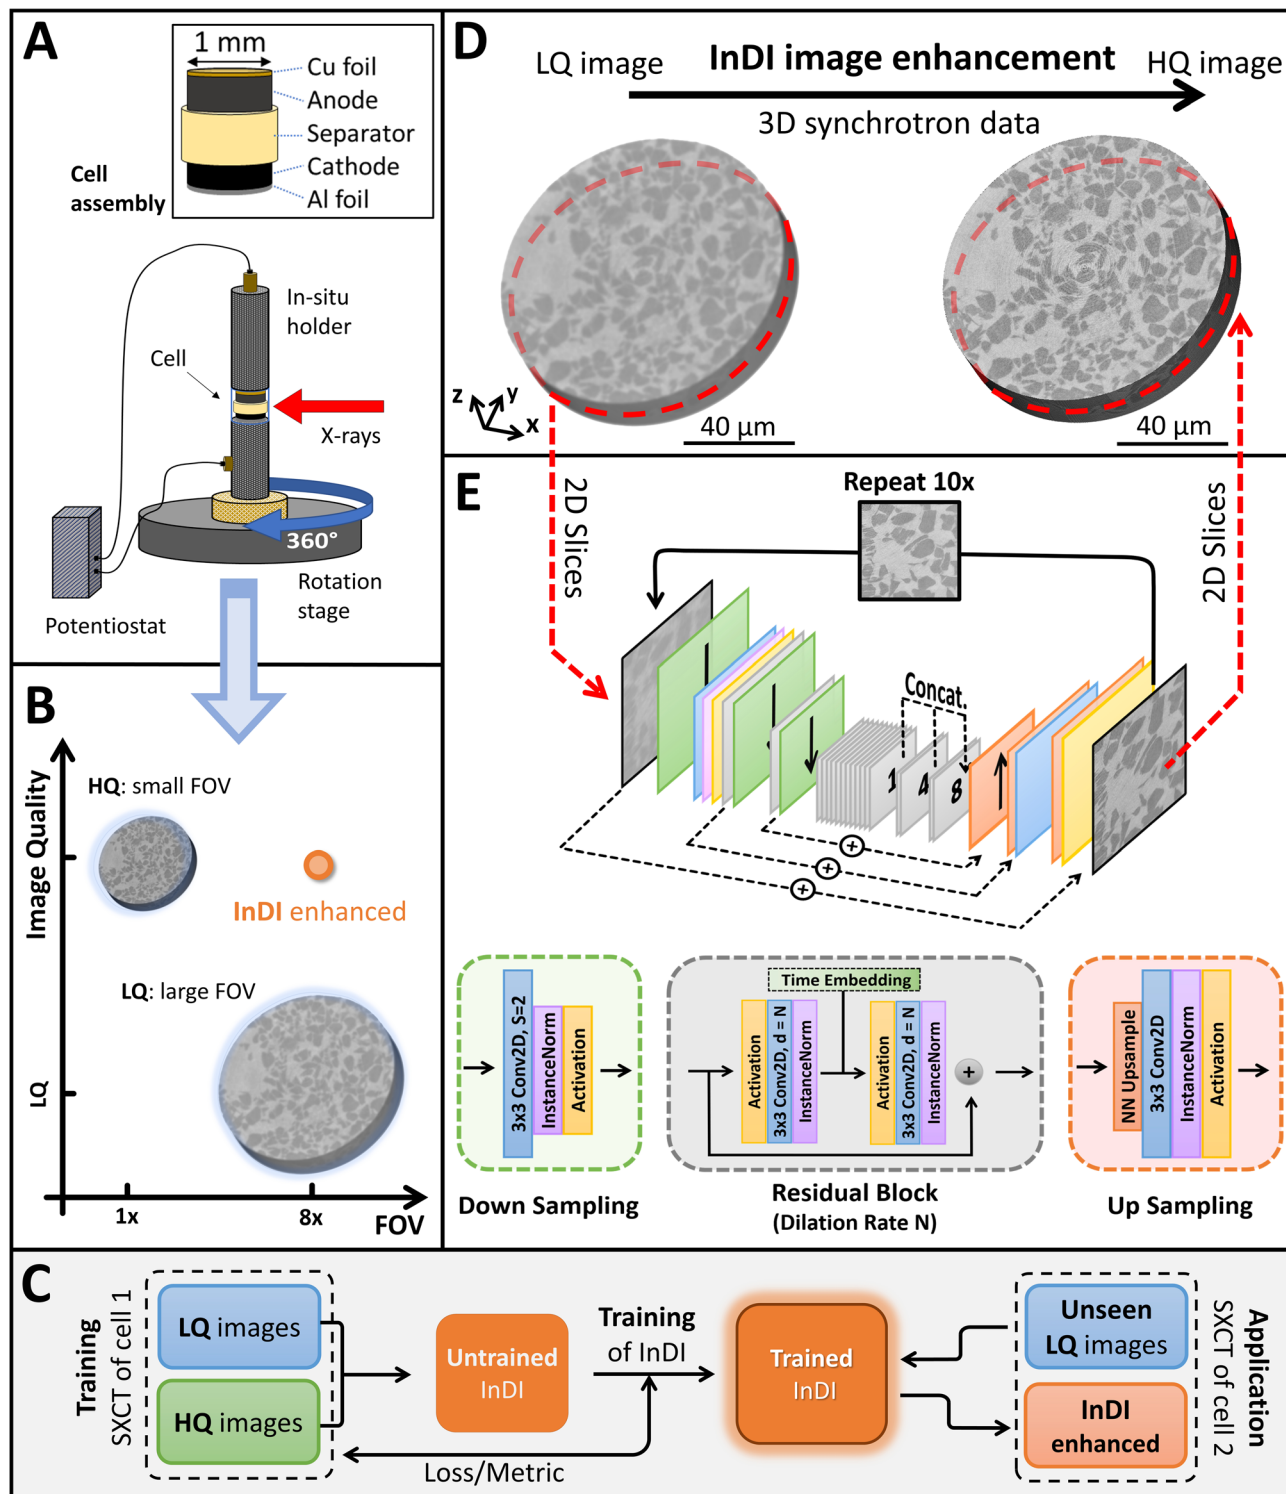 A
1 mm
Cu foil
Anode
Separator
Cathode
Al foil
Cell
assembly
In-situ
holder
Cell
X-rays
360°
Rotation
stage
Potentiostat
B
Image Quality
HQ: small FOV
InDI enhanced
LQ: large FOV
LQ
1x
8x
FOV
D
LQ image
InDI image enhancement
HQ image
3D synchrotron data
z
y
x
40 µm
40 µm
E
2D Slices
Repeat 10x
2D Slices
Concat.
1
4
8
+
+
+
3x3 Conv2D, S=2
InstanceNorm
Activation
Down Sampling
Time Embedding
Activation
3x3 Conv2D, d = N
InstanceNorm
Activation
3x3 Conv2D, d = N
InstanceNorm
+
Residual Block
(Dilation Rate N)
NN Upsample
3x3 Conv2D
InstanceNorm
Activation
Up Sampling
C
Training
SXCT of cell 1
LQ images
HQ images
Untrained
InDI
Training
of InDI
Loss/Metric
Trained
InDI
Unseen
LQ images
InDI
enhanced
Application
SXCT of cell 2